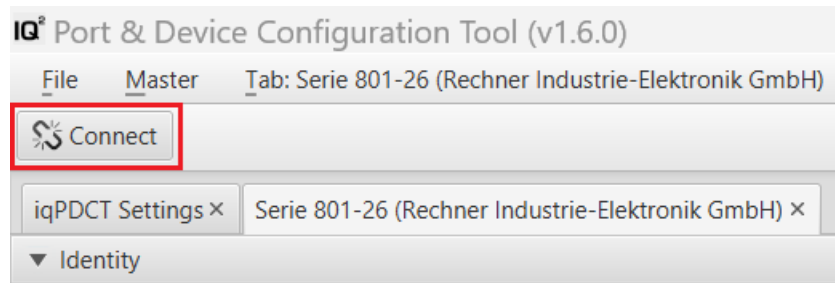 IQ² Port & Device Configuration Tool (v1.6.0)
File Master Tab: Serie 801-26 (Rechner Industrie-Elektronik GmbH)
Connect
iqPDCT Settings × Serie 801-26 (Rechner Industrie-Elektronik GmbH) ×
Identity